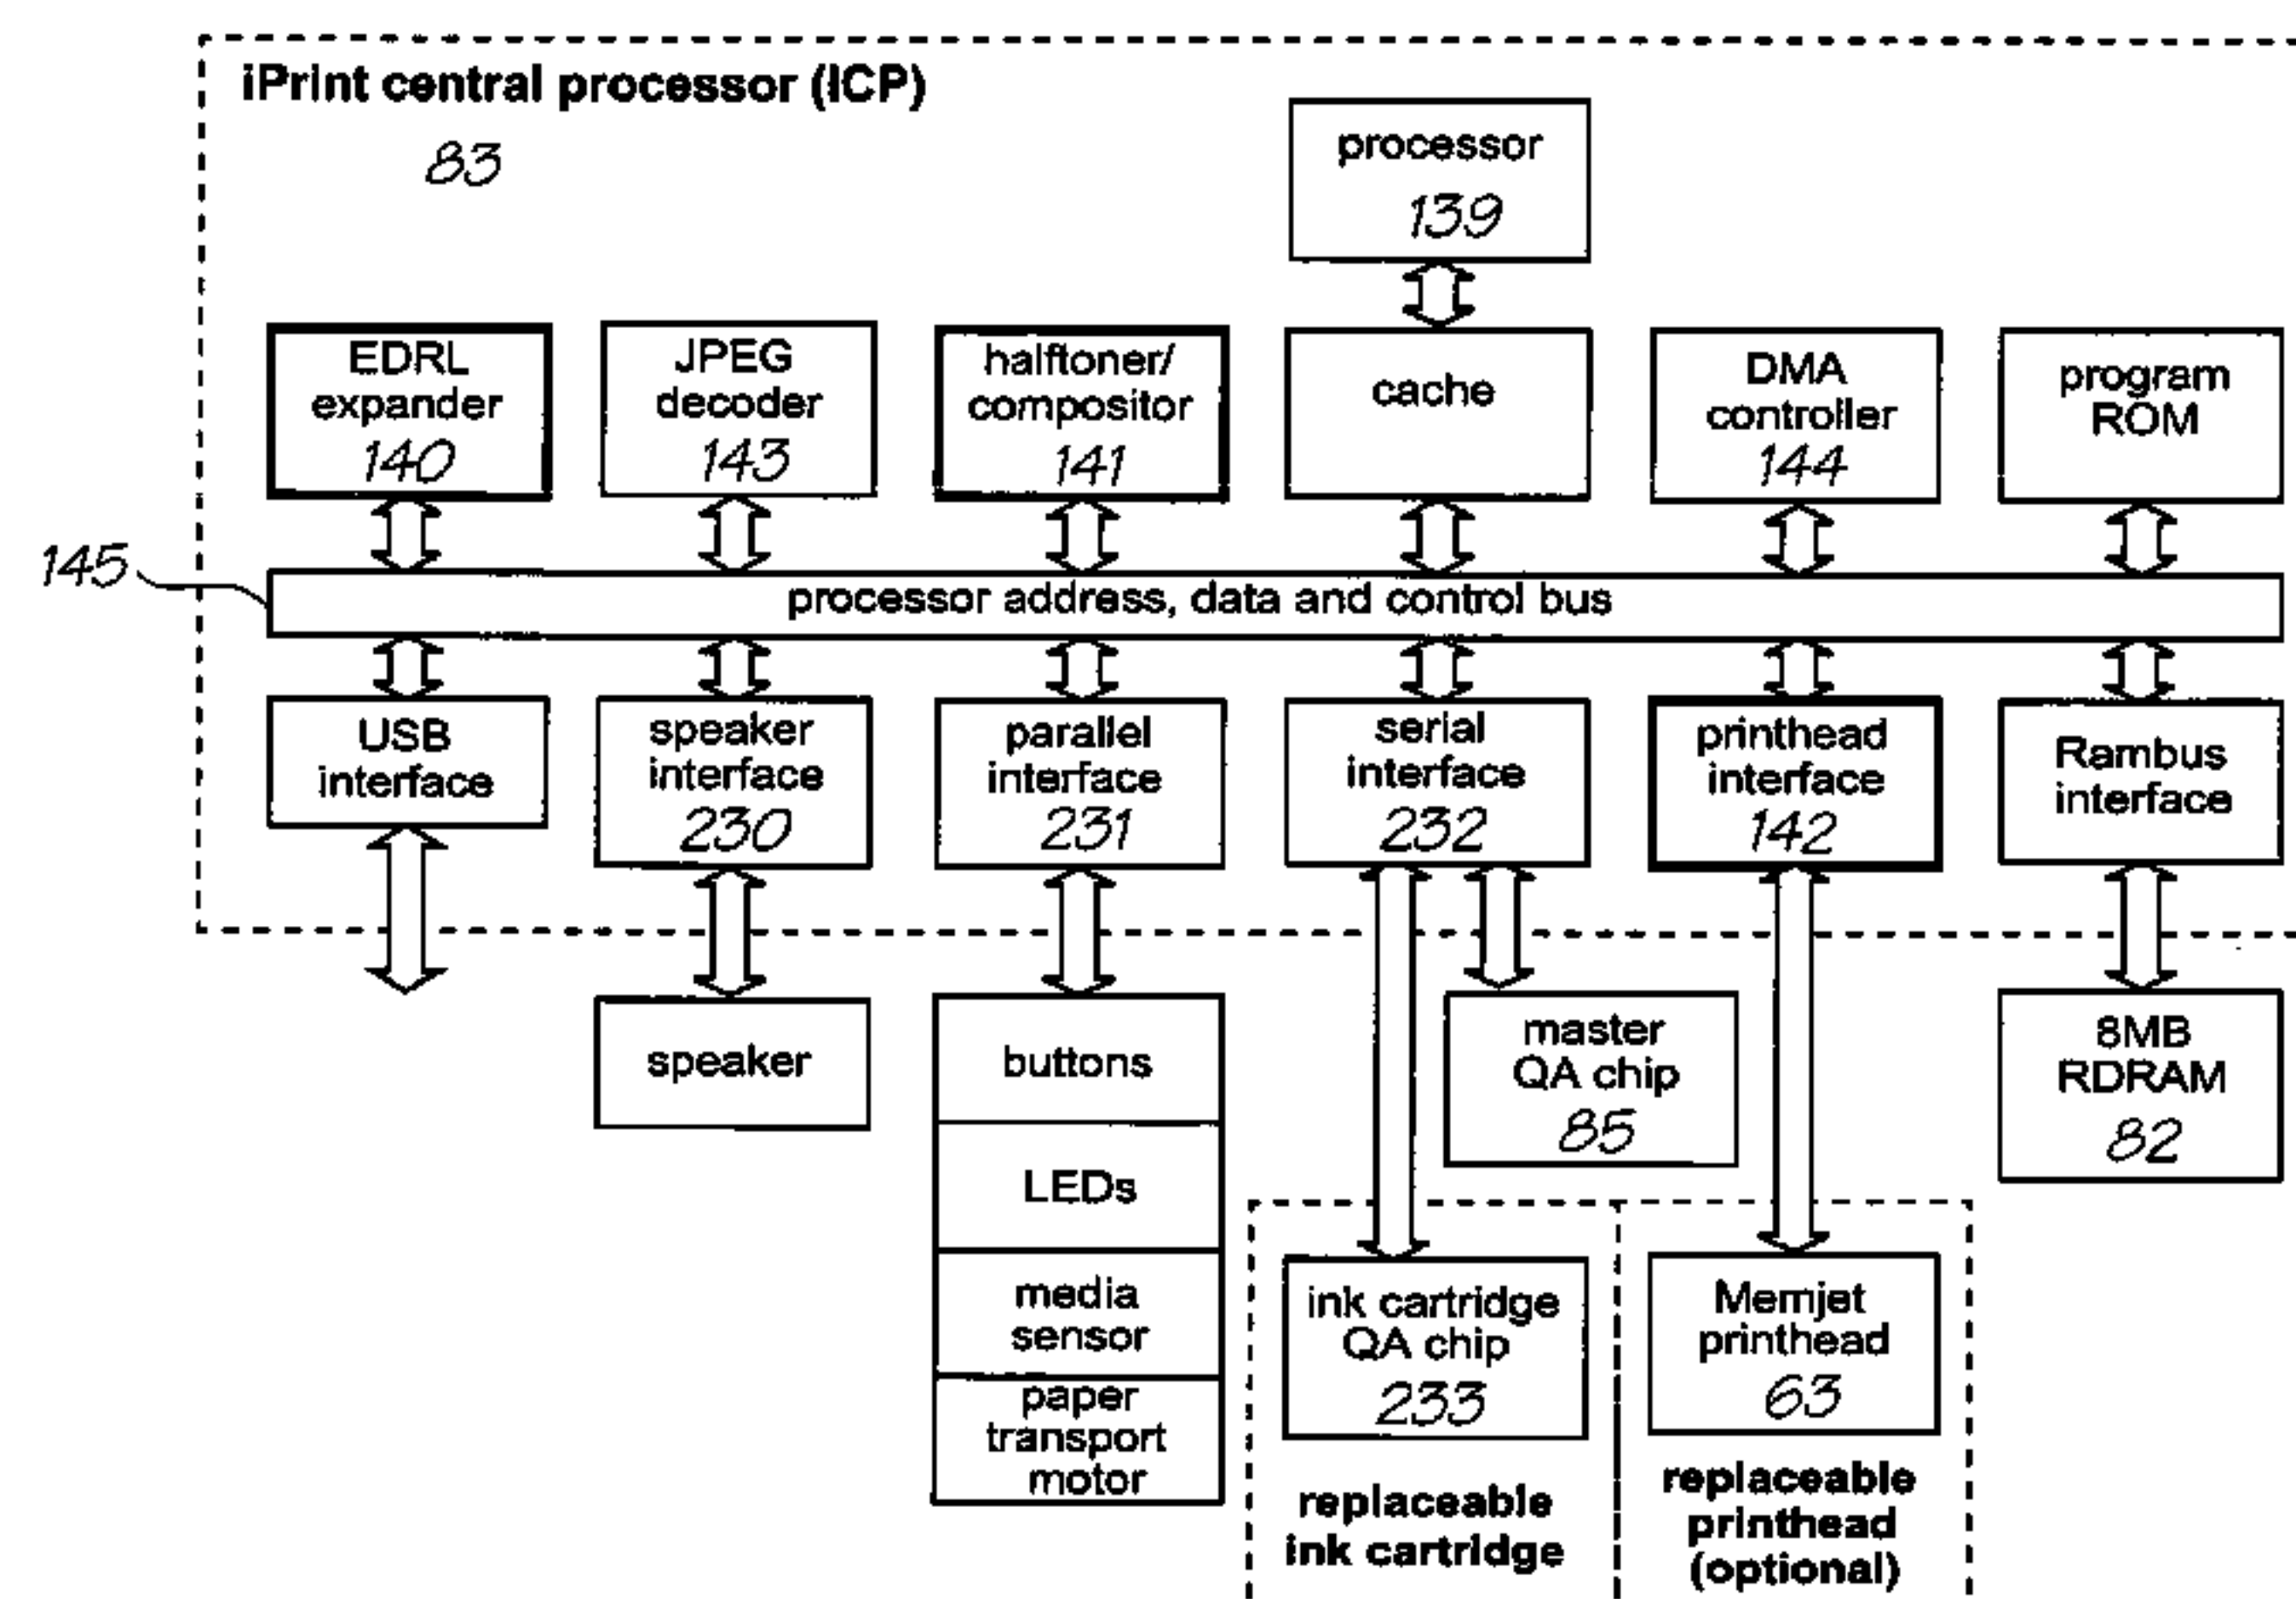 iPrint central processor (ICP)
83
processor
139
EDRL
expander
140
JPEG
decoder
143
halftoner/
compositor
141
cache
DMA
controller
144
program
ROM
145
processor address, data and control bus
USB
interface
speaker
interface
230
parallel
interface
231
serial
interface
232
printhead
interface
142
Rambus
interface
speaker
buttons
LEDs
media
sensor
paper
transport
motor
master
QA chip
85
8MB
RDRAM
82
ink cartridge
QA chip
233
replaceable
ink cartridge
Memjet
printhead
63
replaceable
printhead
(optional)